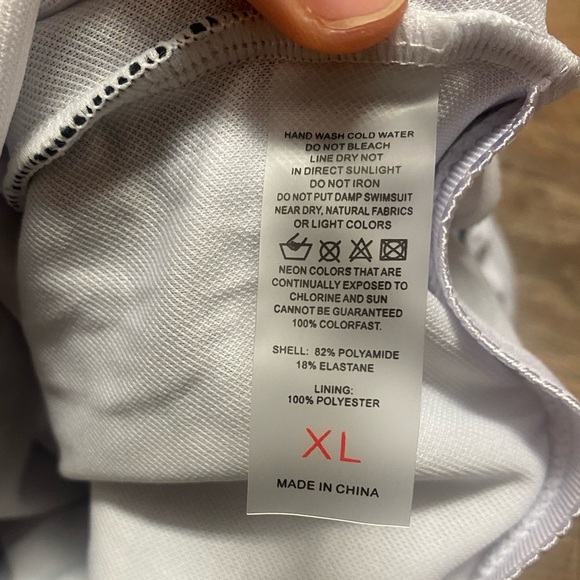 HAND WASH COLD WATER
DO NOT BLEACH
LINE DRY NOT
IN DIRECT SUNLIGHT
DO NOT IRON
DO NOT PUT DAMP SWIMSUIT
NEAR DRY, NATURAL FABRICS
OR LIGHT COLORS
NEON COLORS THAT ARE
CONTINUALLY EXPOSED TO
CHLORINE AND SUN
CANNOT BE GUARANTEED
100% COLORFAST.
SHELL: 82% POLYAMIDE
18% ELASTANE
LINING:
100% POLYESTER
XL
MADE IN CHINA